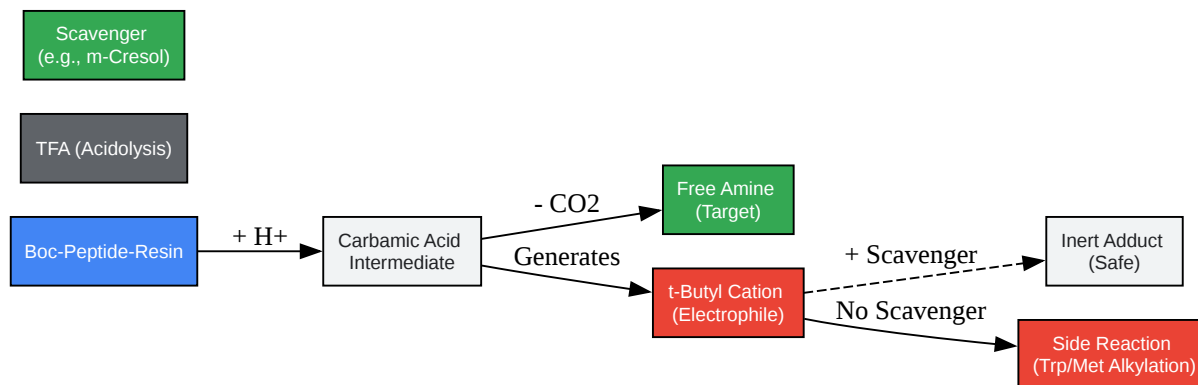 Scavenger
(e.g., m-Cresol)
TFA (Acidolysis)
Boc-Peptide-Resin
+ H+
Carbamic Acid
Intermediate
- CO2
Generates
Free Amine
(Target)
t-Butyl Cation
(Electrophile)
+ Scavenger
No Scavenger
Inert Adduct
(Safe)
Side Reaction
(Trp/Met Alkylation)